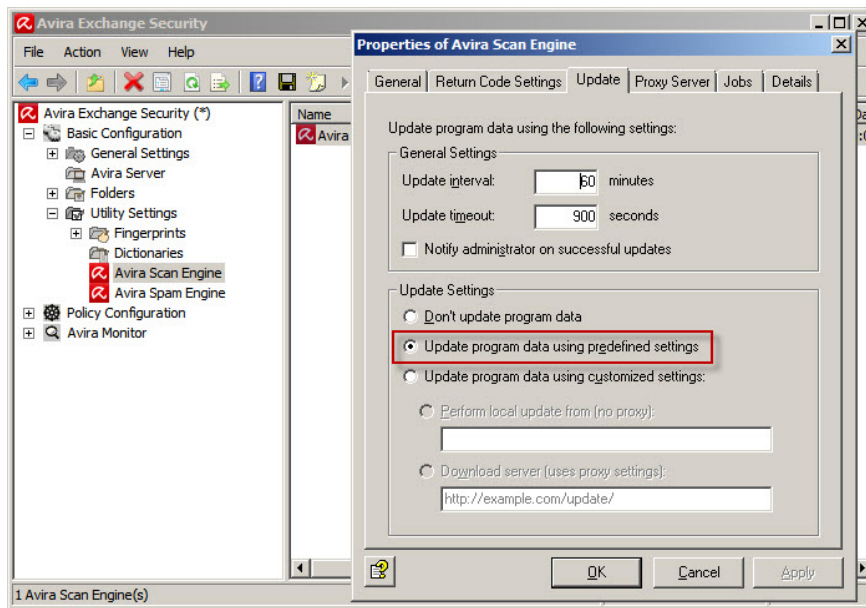 Avira Exchange Security
File Action View Help
Avira Exchange Security (*)
Basic Configuration
General Settings
Avira Server
Folders
Utility Settings
Fingerprints
Dictionaries
Avira Scan Engine
Avira Spam Engine
Policy Configuration
Avira Monitor
Name
Avira
1 Avira Scan Engine(s)
Properties of Avira Scan Engine
General Return Code Settings Update Proxy Server Jobs Details
Update program data using the following settings:
General Settings
Update interval: 60 minutes
Update timeout: 900 seconds
Notify administrator on successful updates
Update Settings
Don't update program data
Update program data using predefined settings
Update program data using customized settings:
Perform local update from (no proxy):
Download server (uses proxy settings):
http://example.com/update/
OK Cancel Apply